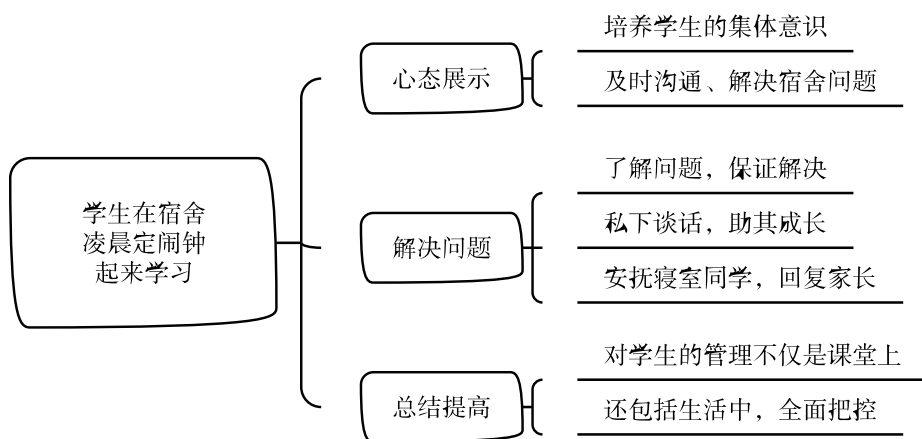 学生在宿舍
凌晨定闹钟
起来学习
心态展示
培养学生的集体意识
及时沟通、解决宿舍问题
解决问题
了解问题，保证解决
私下谈话，助其成长
安抚寝室同学，回复家长
总结提高
对学生的管理不仅是课堂上
还包括生活中，全面把控